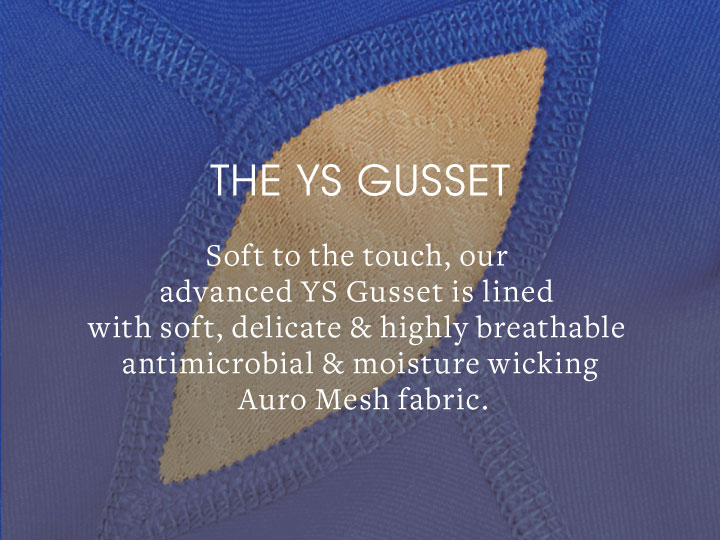 THE YS GUSSET
Soft to the touch, our
advanced YS Gusset is lined
with soft, delicate & highly breathable
antimicrobial & moisture wicking
Auro Mesh fabric.